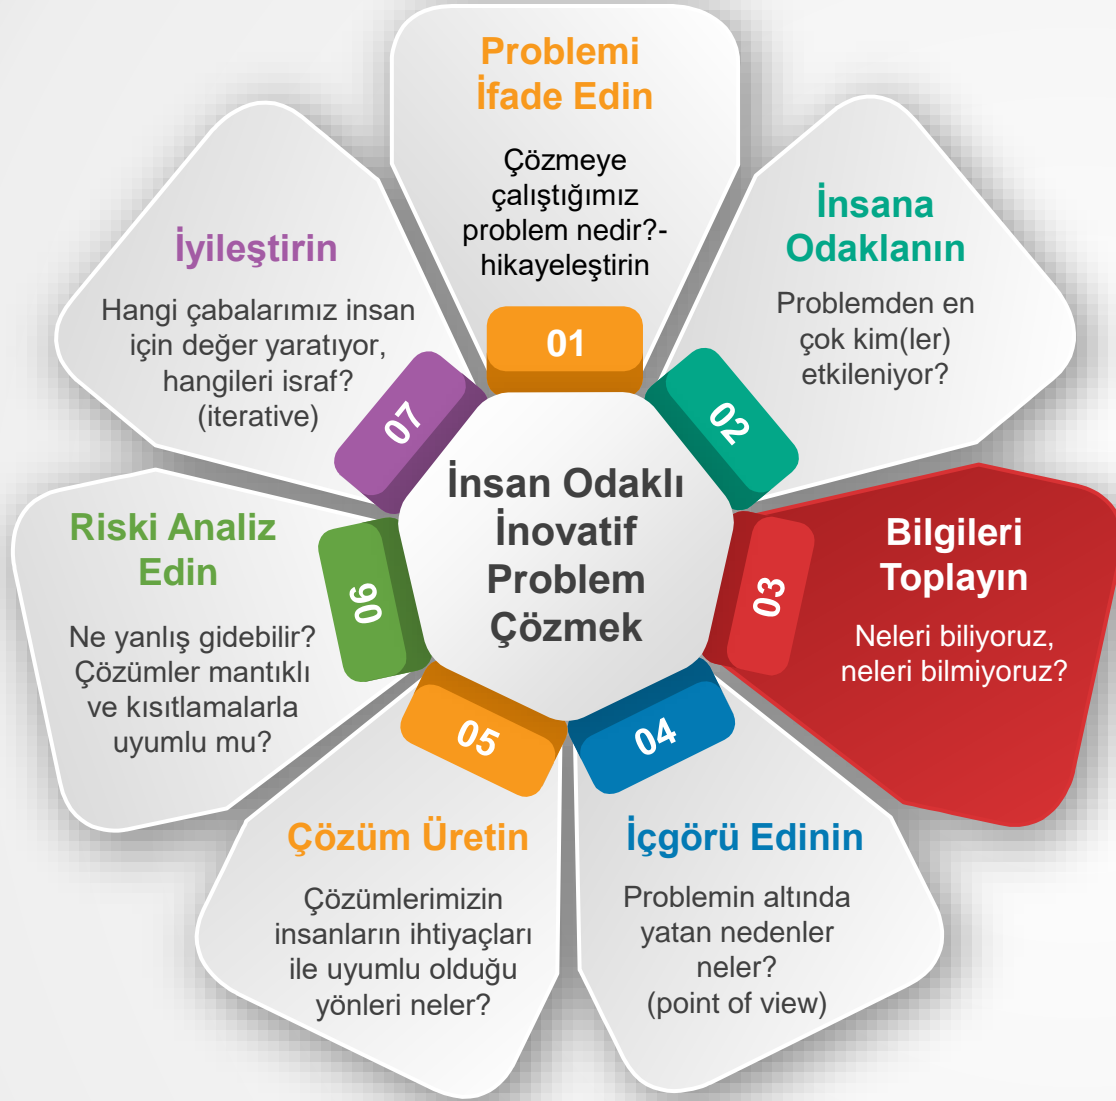 Problemi
İfade Edin
Çözmeye
çalıştığımız
problem nedir?-
hikayeleştirin
01
İnsana
Odaklanın
Problemden en
çok kim(ler)
etkileniyor?
02
Bilgileri
Toplayın
Neleri biliyoruz,
neleri bilmiyoruz?
03
İçgörü Edinin
Problemin altında
yatan nedenler
neler?
(point of view)
04
Çözüm Üretin
Çözümlerimizin
insanların ihtiyaçları
ile uyumlu olduğu
yönleri neler?
05
Riski Analiz
Edin
Ne yanlış gidebilir?
Çözümler mantıklı
ve kısıtlamalarla
uyumlu mu?
06
İyileştirin
Hangi çabalarımız insan
için değer yaratıyor,
hangileri israf?
(iterative)
07
İnsan Odaklı
İnovatif
Problem
Çözmek